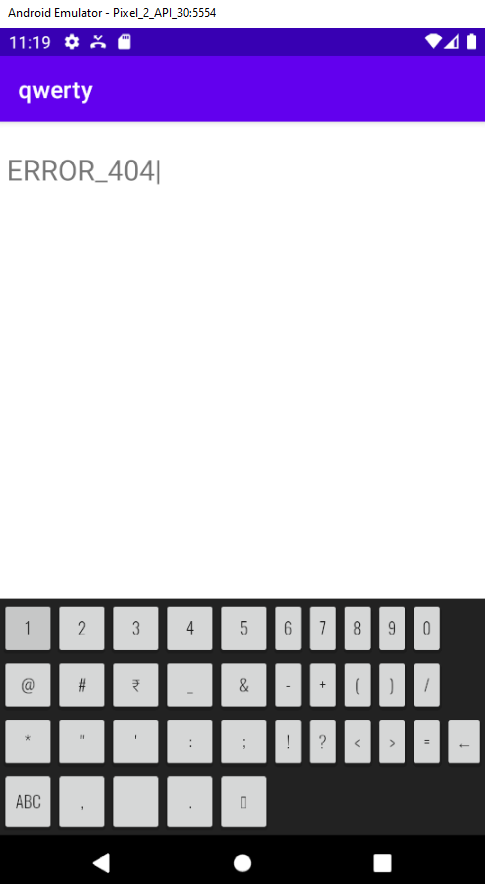 Android Emulator - Pixel_2_API_30:5554
11:19
qwerty
ERROR_404|
1 2 3 4 5 6 7 8 9 0
@ # ₹ _ & - + ( ) /
* " ' : ; ! ? < > = ←
ABC , .